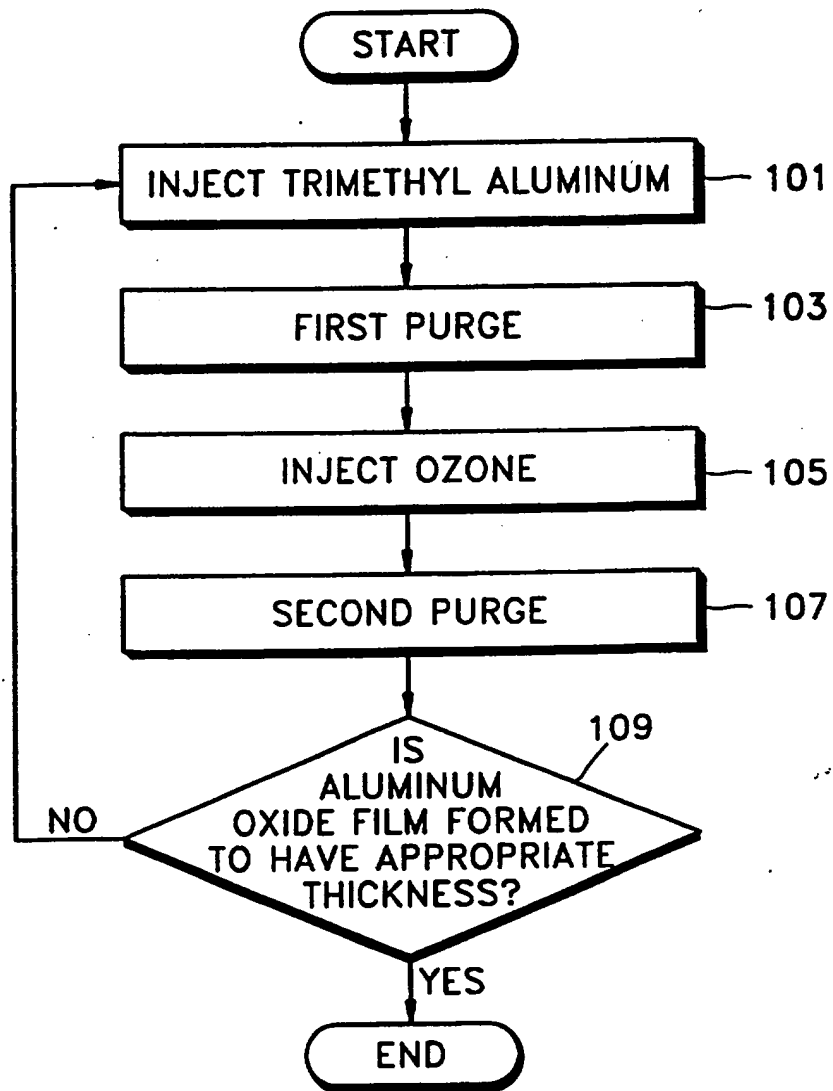 START
INJECT TRIMETHYL ALUMINUM
101
FIRST PURGE
103
INJECT OZONE
105
SECOND PURGE
107
109
IS
ALUMINUM
OXIDE FILM FORMED
TO HAVE APPROPRIATE
THICKNESS?
NO
YES
END